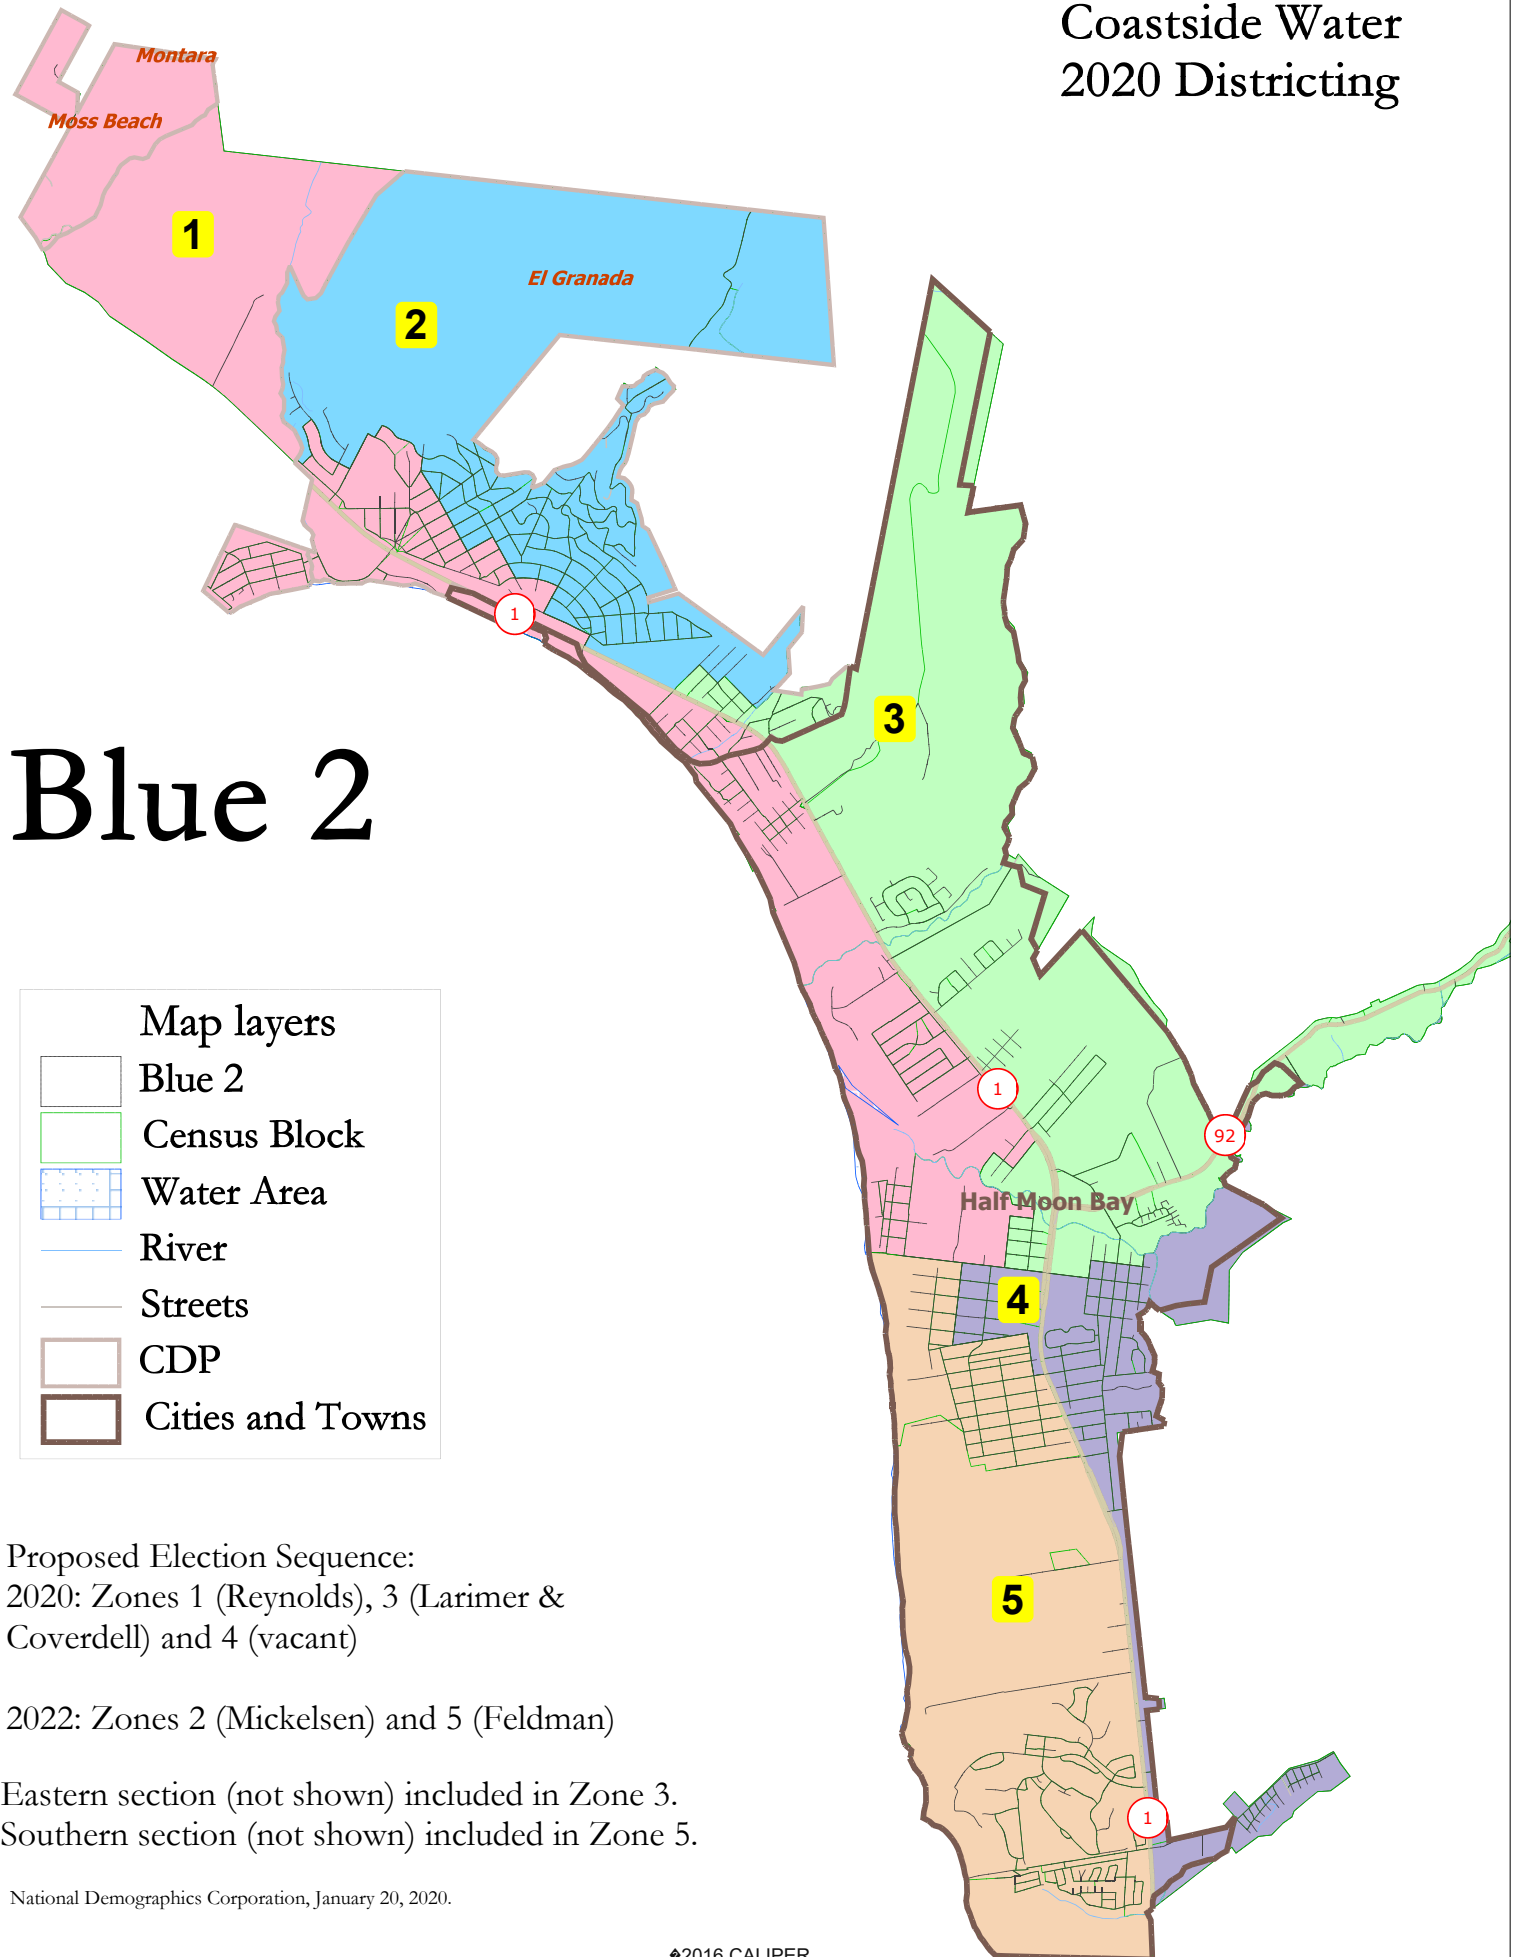 Coastside Water
2020 Districting
Montara
Moss Beach
1
El Granada
2
1
3
Blue 2
Map layers
Blue 2
Census Block
Water Area
River
Streets
CDP
Cities and Towns
1
92
Half Moon Bay
4
5
1
Proposed Election Sequence:
2020: Zones 1 (Reynolds), 3 (Larimer &
Coverdell) and 4 (vacant)
2022: Zones 2 (Mickelsen) and 5 (Feldman)
Eastern section (not shown) included in Zone 3.
Southern section (not shown) included in Zone 5.
National Demographics Corporation, January 20, 2020.
�2016 CALIPER